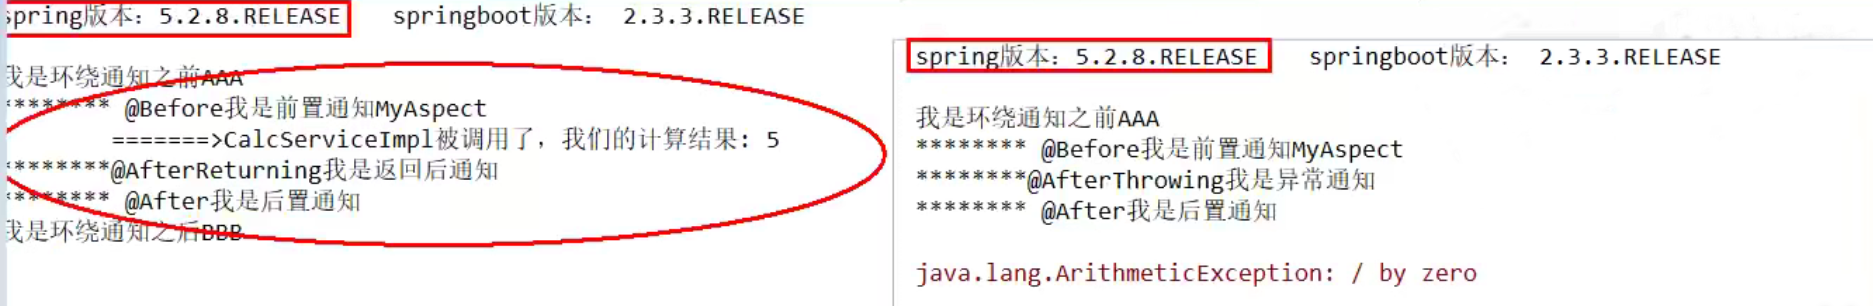 spring版本：5.2.8.RELEASE springboot版本： 2.3.3.RELEASE
我是环绕通知之前AAA
******** @Before我是前置通知MyAspect
=======>CalcServiceImpl被调用了，我们的计算结果: 5
********@AfterReturning我是返回后通知
******** @After我是后置通知
我是环绕通知之后BBB
spring版本：5.2.8.RELEASE springboot版本： 2.3.3.RELEASE
我是环绕通知之前AAA
******** @Before我是前置通知MyAspect
********@AfterThrowing我是异常通知
******** @After我是后置通知
java.lang.ArithmeticException: / by zero